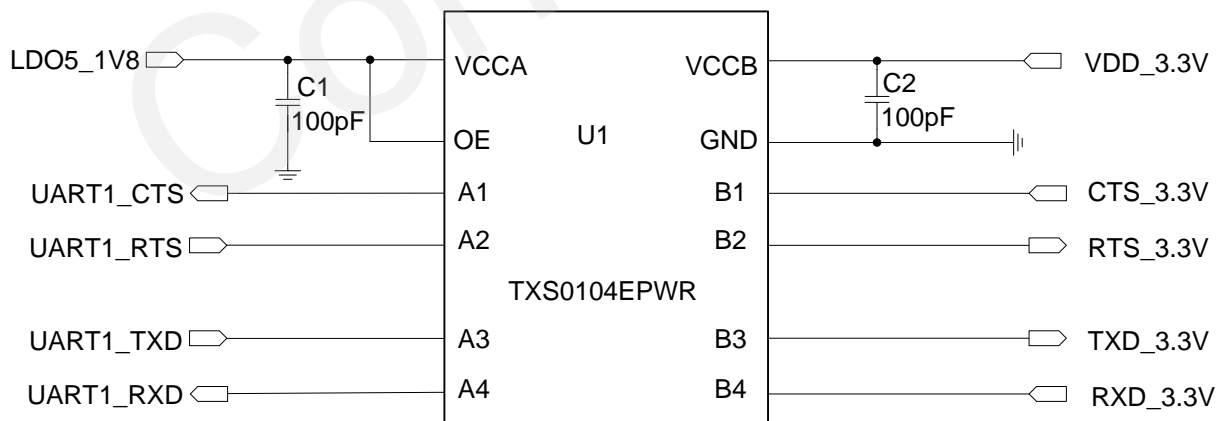 LDO5_1V8
VCCA
VCCB
VDD_3.3V
C1
100pF
C2
100pF
OE
U1
GND
UART1_CTS
A1
B1
CTS_3.3V
UART1_RTS
A2
B2
RTS_3.3V
TXS0104EPWR
UART1_TXD
A3
B3
TXD_3.3V
UART1_RXD
A4
B4
RXD_3.3V